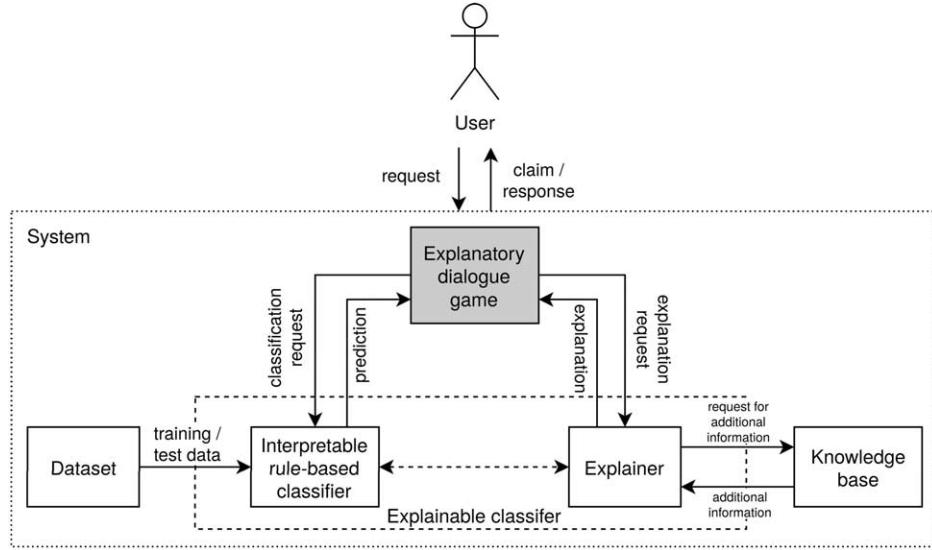 User
request
claim /
response
System
Explanatory
dialogue
game
classification
request
prediction
explanation
explanation
request
training /
test data
request for
additional
information
Dataset
Interpretable
rule-based
classifier
Explainer
Knowledge
base
additional
information
Explainable classifer